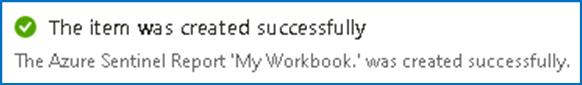 The item was created successfully
The Azure Sentinel Report 'My Workbook.' was created successfully.